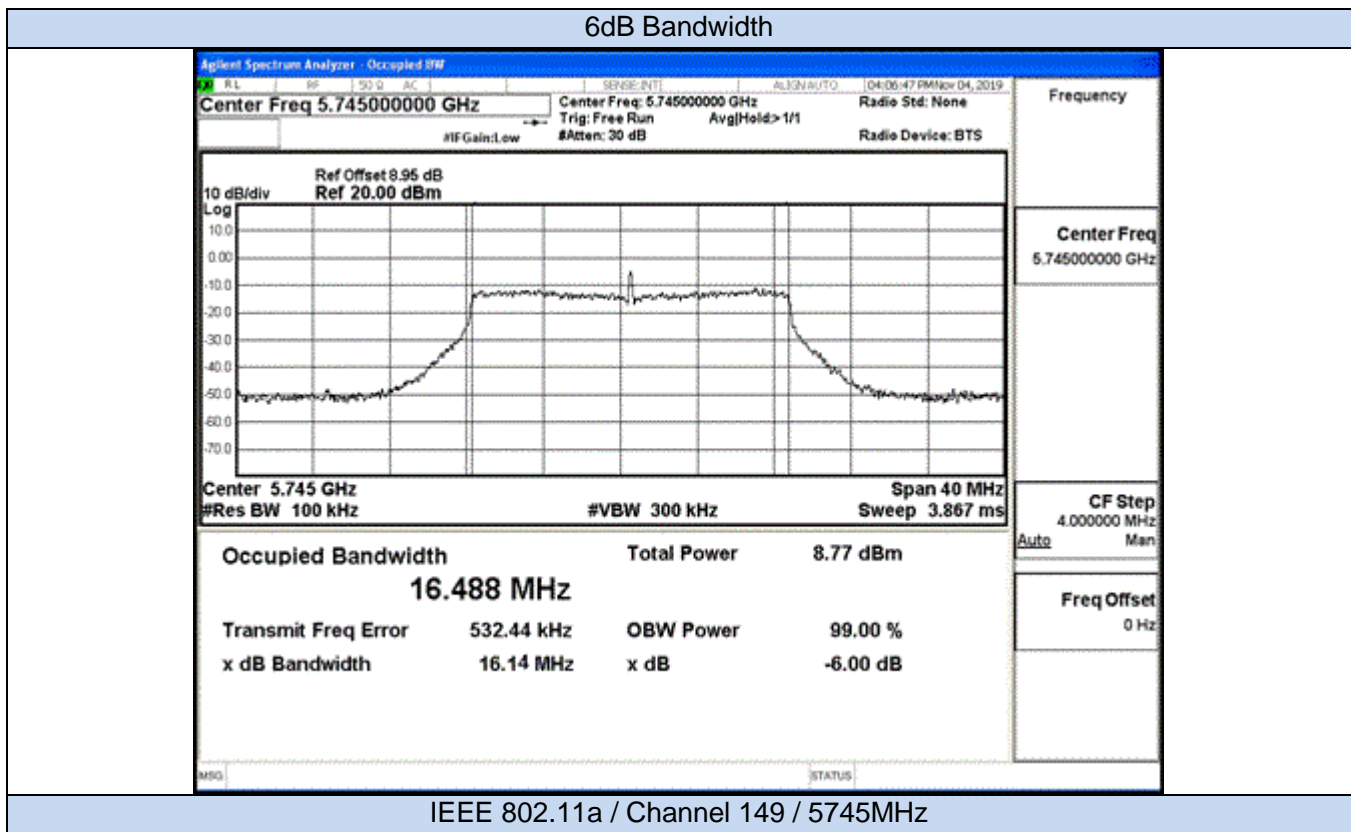 6dB Bandwidth
Agilent Spectrum Analyzer - Occupied BW
RL RF 50 Ω AC SENSE:INT ALIGN AUTO 04:06:47 PM Nov 04, 2019
Center Freq 5.745000000 GHz
Center Freq: 5.745000000 GHz
Radio Std: None
Trig: Free Run Avg|Hold:>1/1
#IFGain:Low
#Atten: 30 dB
Radio Device: BTS
Frequency
Ref Offset 8.95 dB
10 dB/div Ref 20.00 dBm
Log
10.0
0.00
-10.0
-20.0
-30.0
-40.0
-50.0
-60.0
-70.0
Center 5.745 GHz Span 40 MHz
#Res BW 100 kHz #VBW 300 kHz Sweep 3.867 ms
Center Freq
5.745000000 GHz
CF Step
4.000000 MHz
Auto Man
Freq Offset
0 Hz
Occupied Bandwidth Total Power 8.77 dBm
16.488 MHz
Transmit Freq Error 532.44 kHz OBW Power 99.00 %
x dB Bandwidth 16.14 MHz x dB -6.00 dB
MSG STATUS
IEEE 802.11a / Channel 149 / 5745MHz